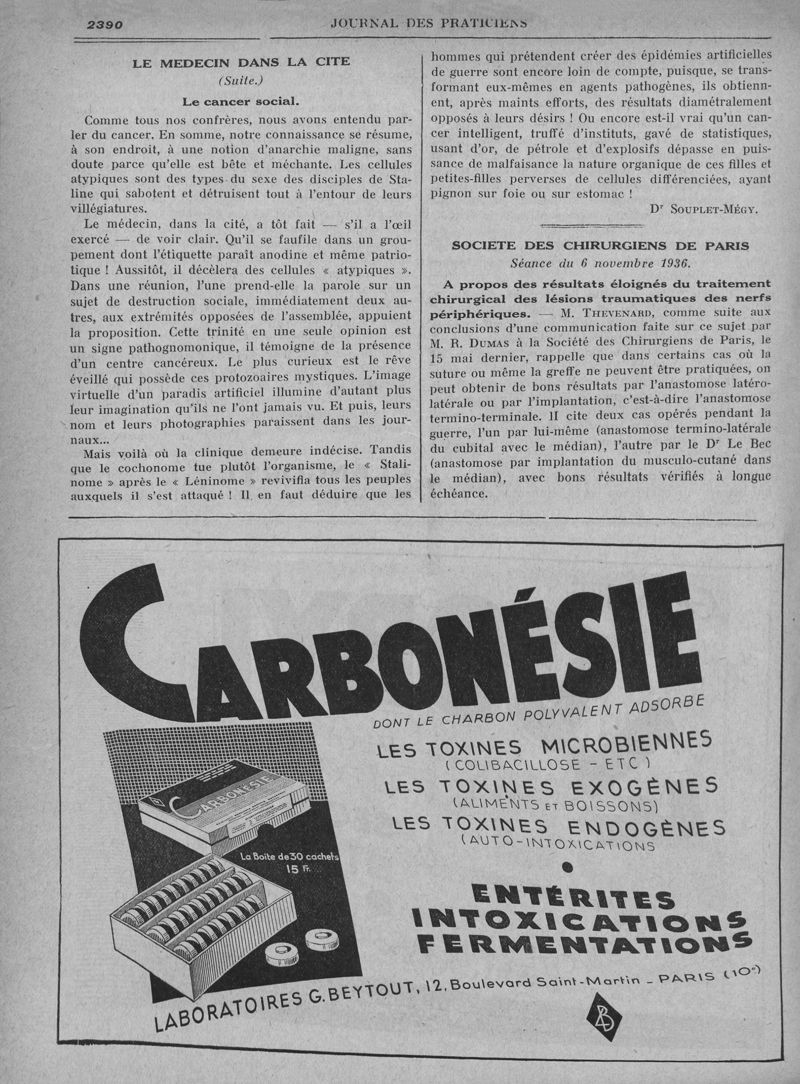 2390
JOURNAL DES PRATICIENS
LE MEDECIN DANS LA CITE
(Suite.)
Le cancer social.
Comme tous nos confrères, nous avons entendu par-
ler du cancer. En somme, notre connaissance se résume,
à son endroit, à une notion d'anarchie maligne, sans
doute parce qu'elle est bête et méchante. Les cellules
atypiques sont des types du sexe des disciples de Sta-
line qui sabotent et détruisent tout à l'entour de leurs
villégiatures.
Le médecin, dans la cité, a tôt fait — s'il a l'œil
exercé — de voir clair. Qu'il se faufile dans un grou-
pement dont l'étiquette paraît anodine et même patrio-
tique ! Aussitôt, il décèlera des cellules « atypiques ».
Dans une réunion, l'une prend-elle la parole sur un
sujet de destruction sociale, immédiatement deux au-
tres, aux extrémités opposées de l'assemblée, appuient
la proposition. Cette trinité en une seule opinion est
un signe pathognomonique, il témoigne de la présence
d'un centre cancéreux. Le plus curieux est le rêve
éveillé qui possède ces protozoaires mystiques. L'image
virtuelle d'un paradis artificiel illumine d'autant plus
leur imagination qu'ils ne l'ont jamais vu. Et puis, leurs
nom et leurs photographies paraissent dans les jour-
naux...
Mais voilà où la clinique demeure indécise. Tandis
que le cochonome tue plutôt l'organisme, le « Stali-
nome » après le « Léninome » revivifia tous les peuples
auxquels il s'est attaqué ! Il en faut déduire que les
hommes qui prétendent créer des épidémies artificielles
de guerre sont encore loin de compte, puisque, se trans-
formant eux-mêmes en agents pathogènes, ils obtienn-
ent, après maints efforts, des résultats diamétralement
opposés à leurs désirs ! Ou encore est-il vrai qu'un can-
cer intelligent, truffé d'instituts, gavé de statistiques,
usant d'or, de pétrole et d'explosifs dépasse en puis-
sance de malfaisance la nature organique de ces filles et
petites-filles perverses de cellules différenciées, ayant
pignon sur foie ou sur estomac !
Dr SOUPLET-MÉGY.
SOCIETE DES CHIRURGIENS DE PARIS
Séance du 6 novembre 1936.
A propos des résultats éloignés du traitement
chirurgical des lésions traumatiques des nerfs
périphériques. — M. THEVENARD, comme suite aux
conclusions d'une communication faite sur ce sujet par
M. R. DUMAS à la Société des Chirurgiens de Paris, le
15 mai dernier, rappelle que dans certains cas où la
suture ou même la greffe ne peuvent être pratiquées, on
peut obtenir de bons résultats par l'anastomose latéro-
latérale ou par l'implantation, c'est-à-dire l'anastomose
termino-terminale. Il cite deux cas opérés pendant la
guerre, l'un par lui-même (anastomose termino-latérale
du cubital avec le médian), l'autre par le Dr Le Bec
(anastomose par implantation du musculo-cutané dans
le médian), avec bons résultats vérifiés à longue
échéance.
CARBONÉSIE
DONT LE CHARBON POLYVALENT ADSORBE
LES TOXINES MICROBIENNES
(COLIBACILLOSE - ETC)
LES TOXINES EXOGÈNES
(ALIMENTS ET BOISSONS)
LES TOXINES ENDOGÈNES
(AUTO-INTOXICATIONS
CARBONÉSIE
La Boîte de 30 cachets
15 Fr.
ENTÉRITES
INTOXICATIONS
FERMENTATIONS
LABORATOIRES G. BEYTOUT, 12, Boulevard Saint-Martin - PARIS (10e)